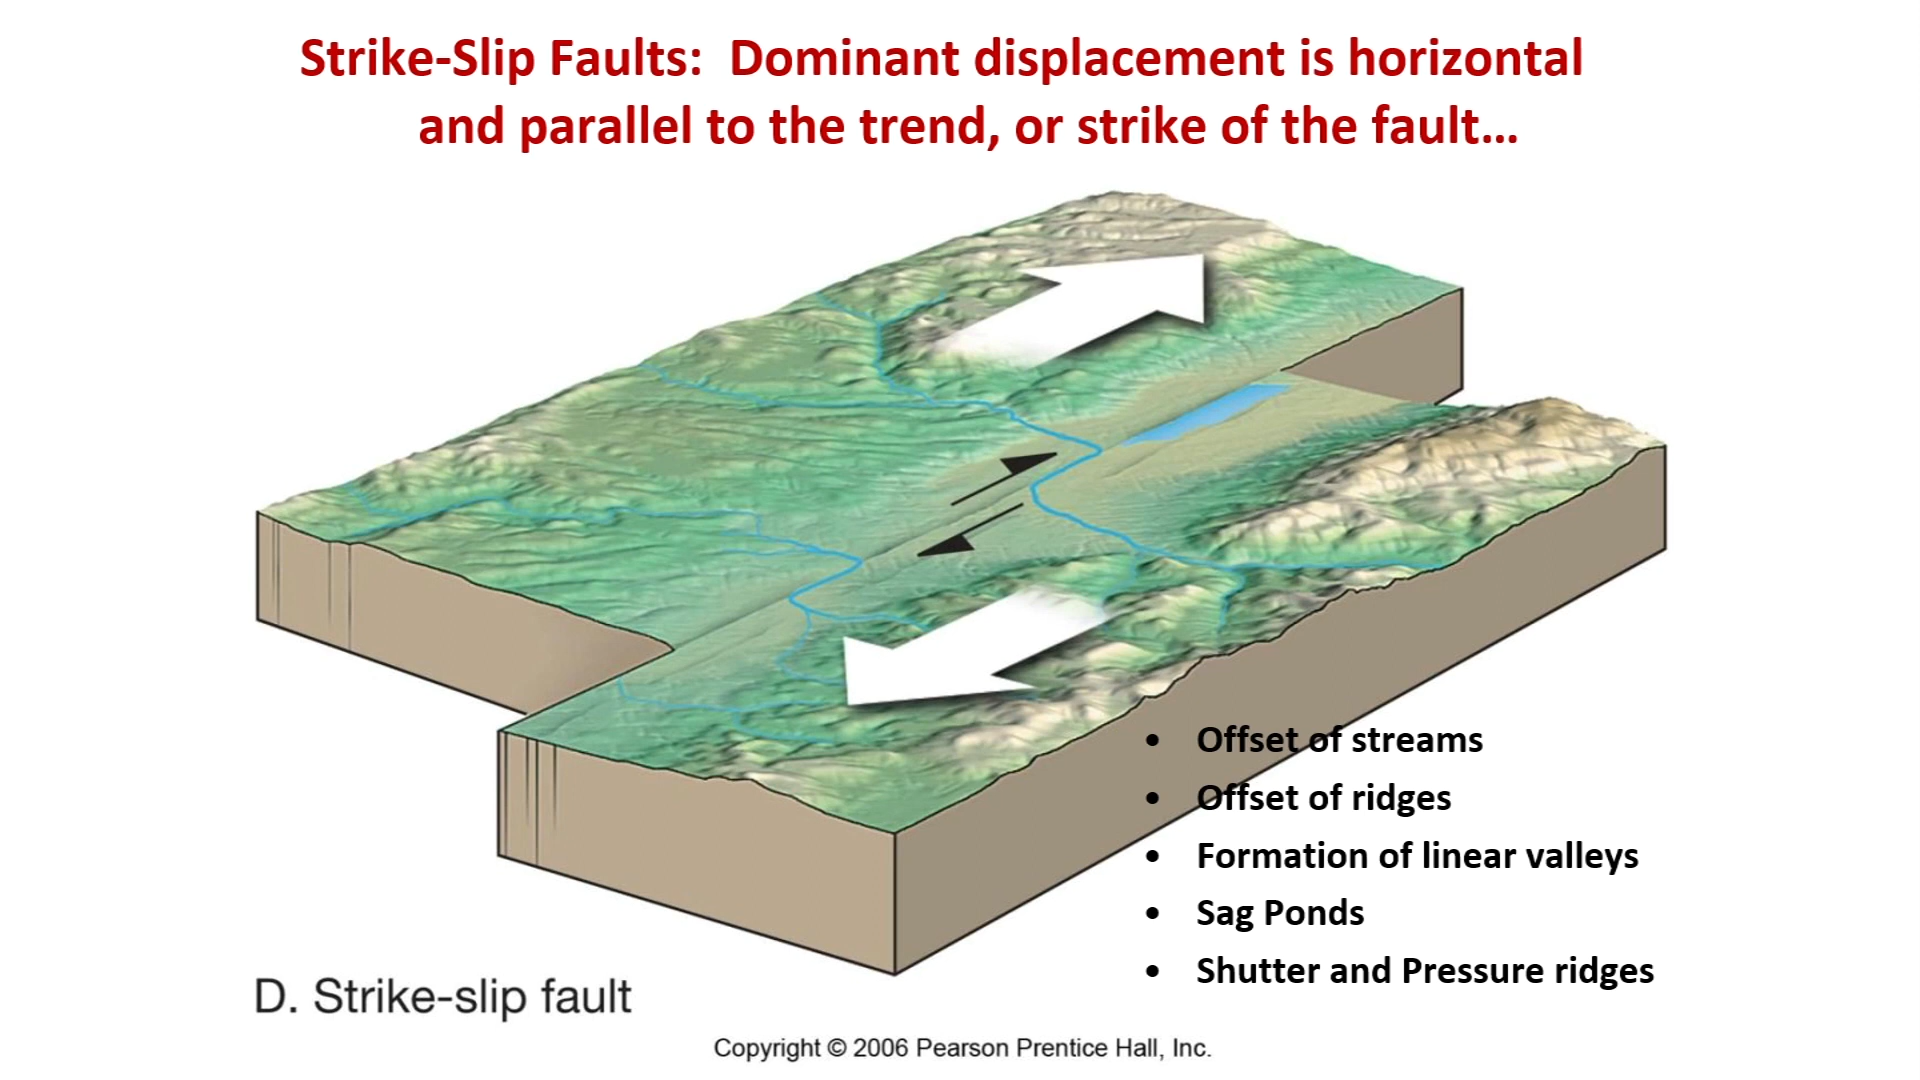 Strike-Slip Faults:  Dominant displacement is horizontal
and parallel to the trend, or strike of the fault…
• Offset of streams
• Offset of ridges
• Formation of linear valleys
• Sag Ponds
• Shutter and Pressure ridges
D. Strike-slip fault
Copyright © 2006 Pearson Prentice Hall, Inc.